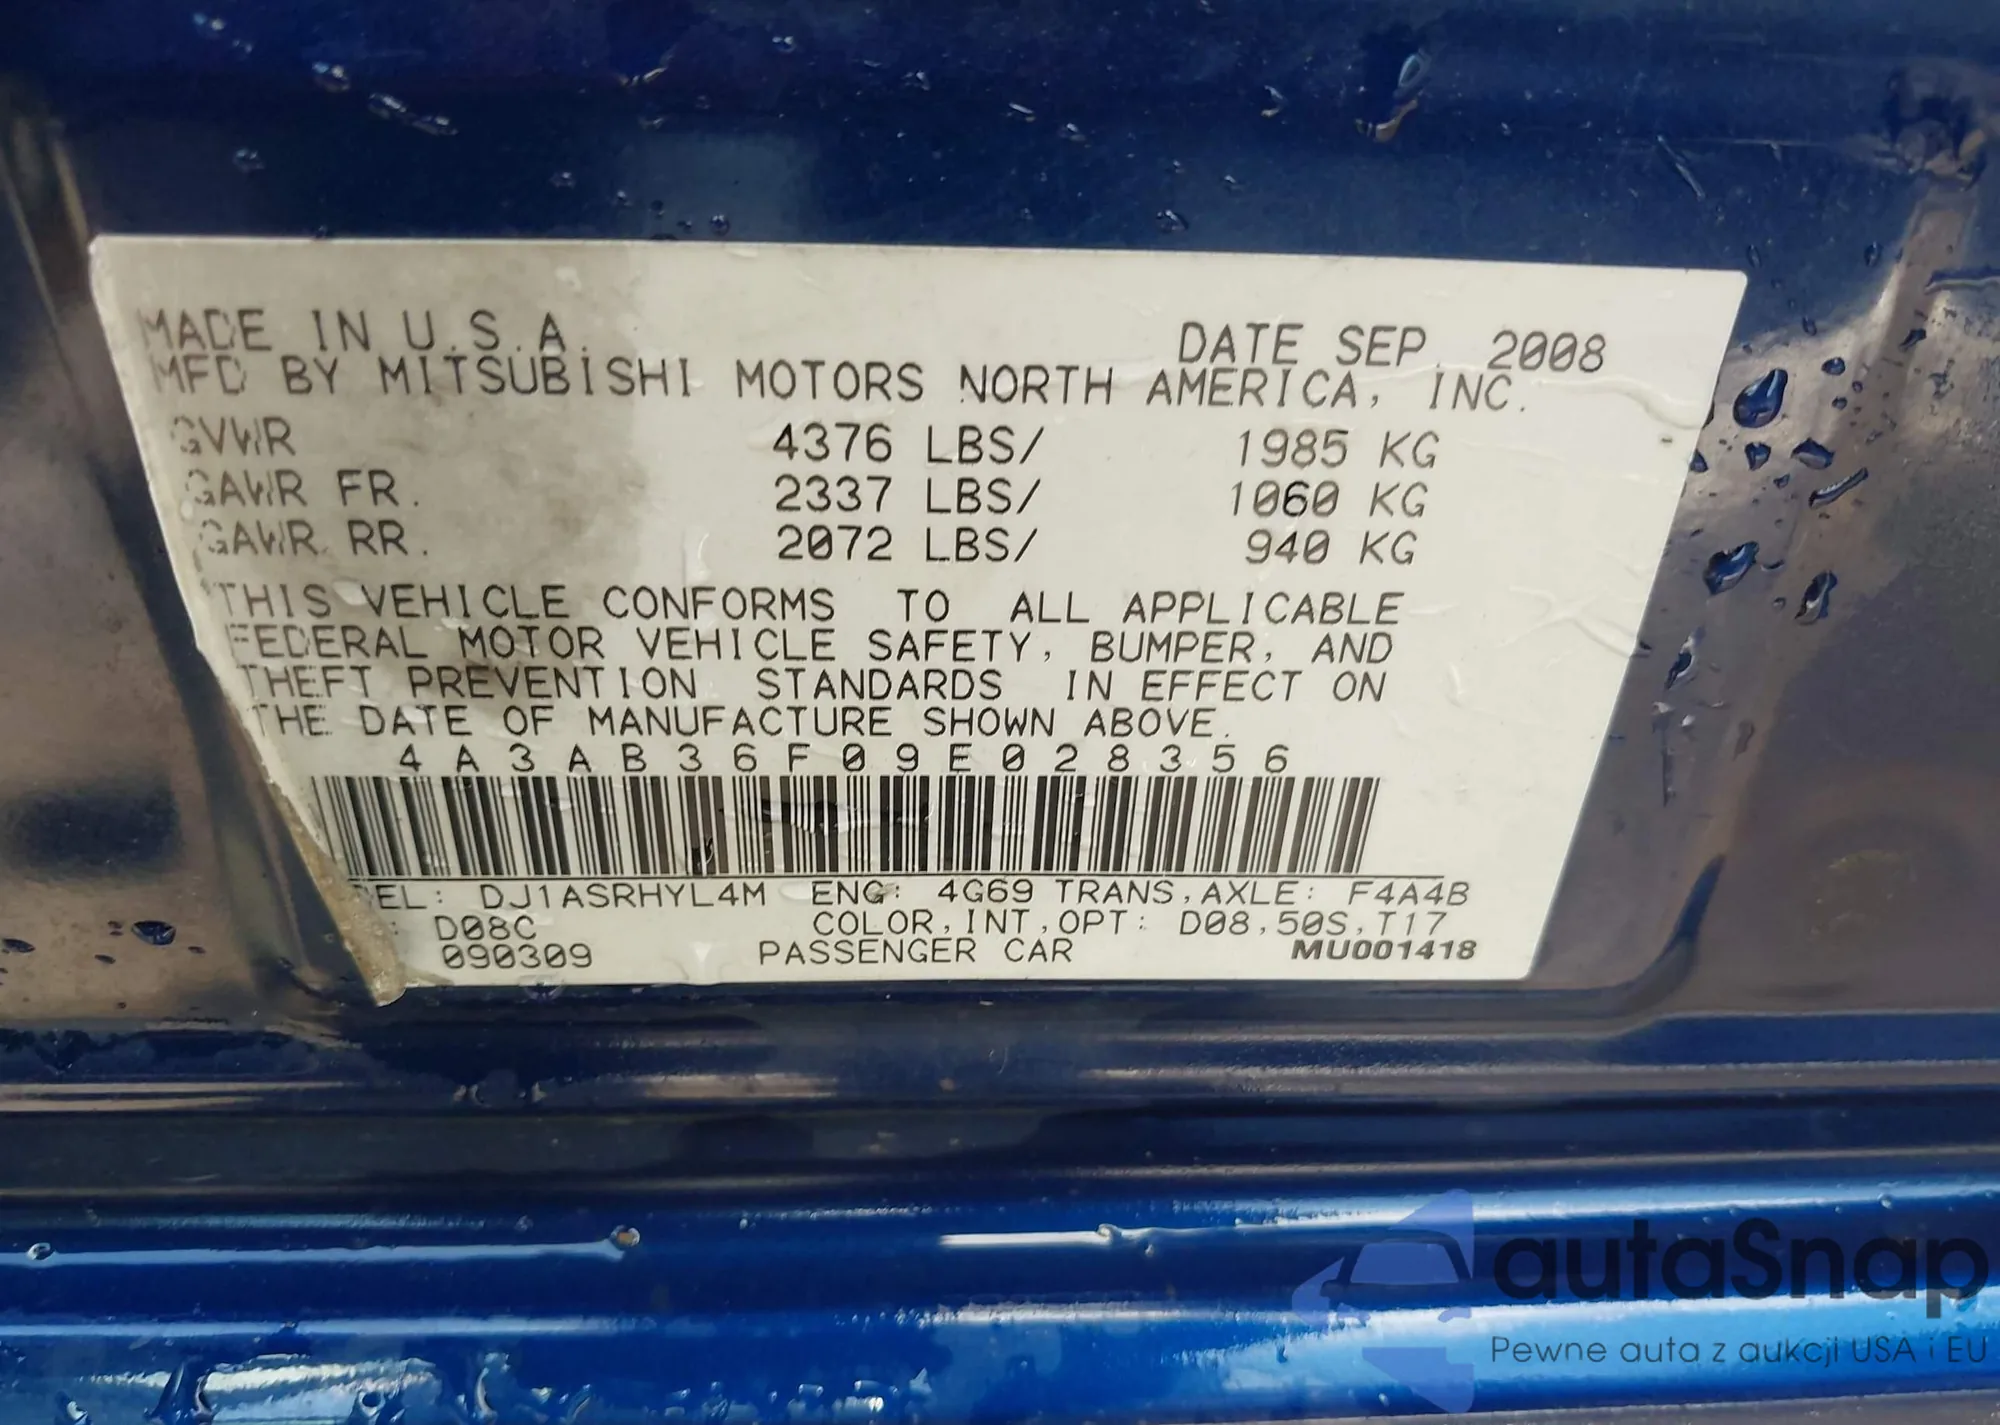 MADE IN U.S.A.
DATE SEP. 2008
MFD BY MITSUBISHI MOTORS NORTH AMERICA, INC.
GVWR 4376 LBS/ 1985 KG
GAWR FR. 2337 LBS/ 1060 KG
GAWR RR. 2072 LBS/ 940 KG
THIS VEHICLE CONFORMS TO ALL APPLICABLE
FEDERAL MOTOR VEHICLE SAFETY, BUMPER, AND
THEFT PREVENTION STANDARDS IN EFFECT ON
THE DATE OF MANUFACTURE SHOWN ABOVE.
4A3AB36F09E028356
DEL: DJ1ASRHYL4M ENG: 4G69 TRANS,AXLE: F4A4B
: D08C COLOR,INT,OPT: D08,50S,T17
090309 PASSENGER CAR MU001418
autaSnap
Pewne auta z aukcji USA i EU